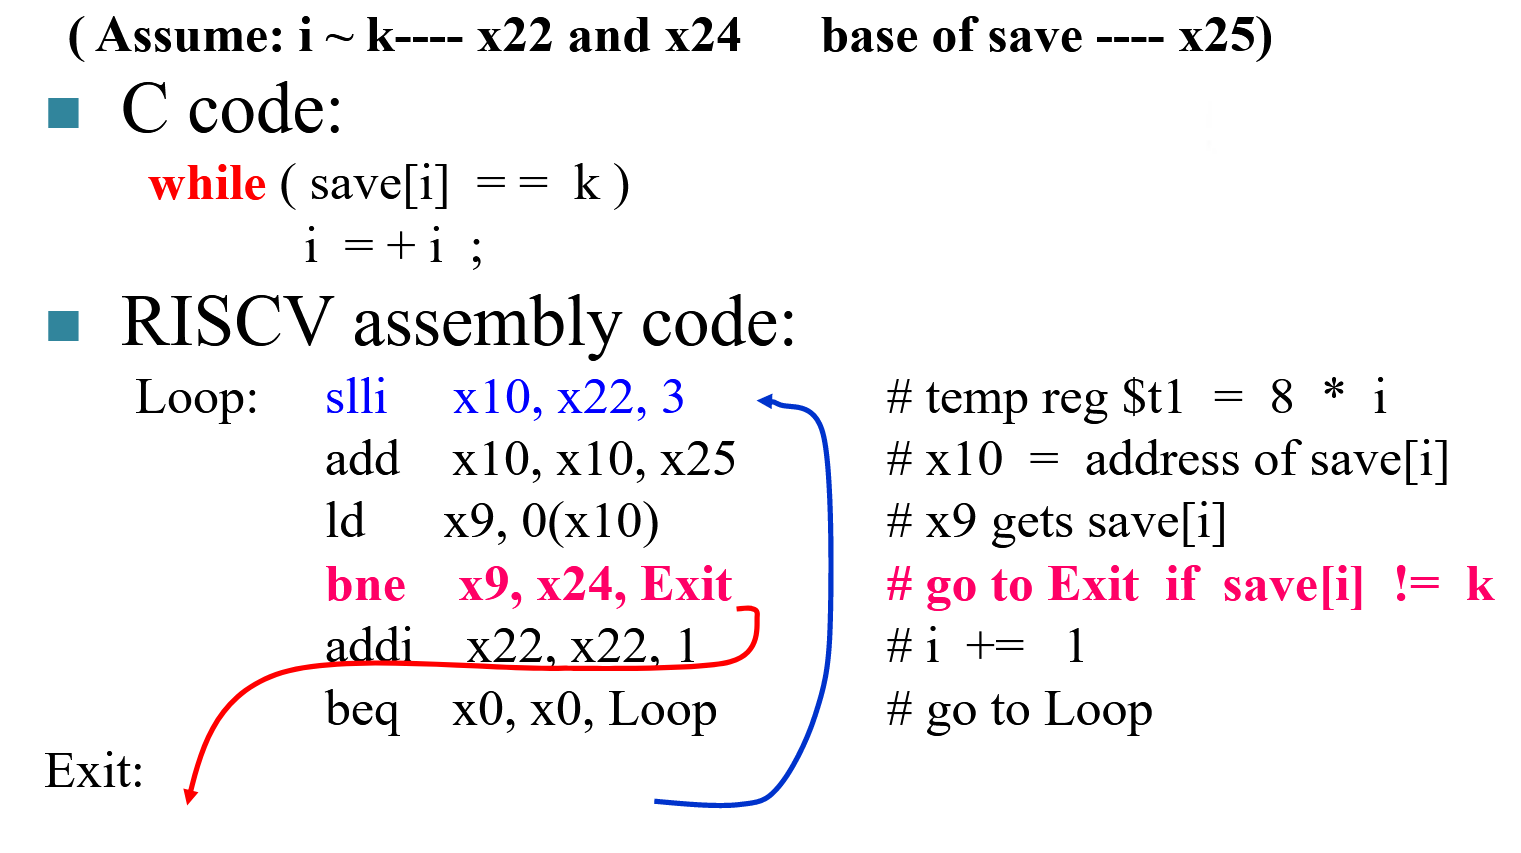 ( Assume: i ~ k---- x22 and x24 base of save ---- x25)
C code:
while ( save[i] = = k )
i = + i ;
RISCV assembly code:
Loop: slli x10, x22, 3 # temp reg $t1 = 8 * i
add x10, x10, x25 # x10 = address of save[i]
ld x9, 0(x10) # x9 gets save[i]
bne x9, x24, Exit # go to Exit if save[i] != k
addi x22, x22, 1 # i += 1
beq x0, x0, Loop # go to Loop
Exit: